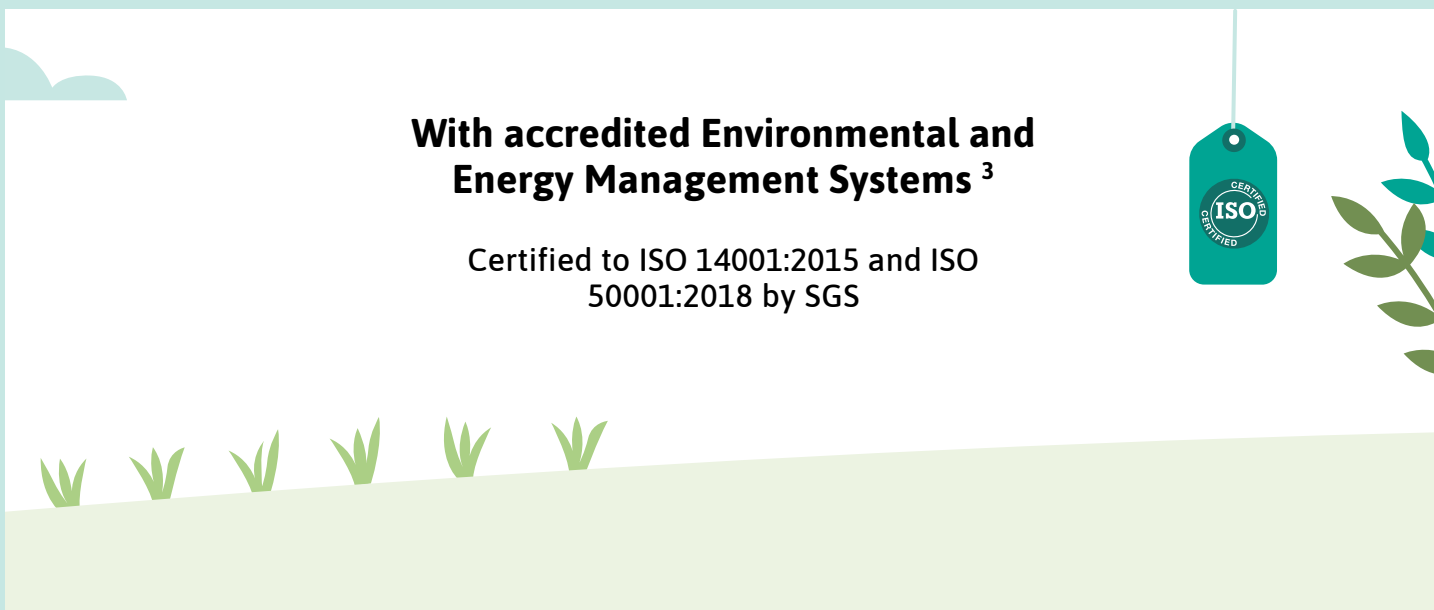 With accredited Environmental and
Energy Management Systems ³
Certified to ISO 14001:2015 and ISO
50001:2018 by SGS
CERTIFIED
ISO
CERTIFIED